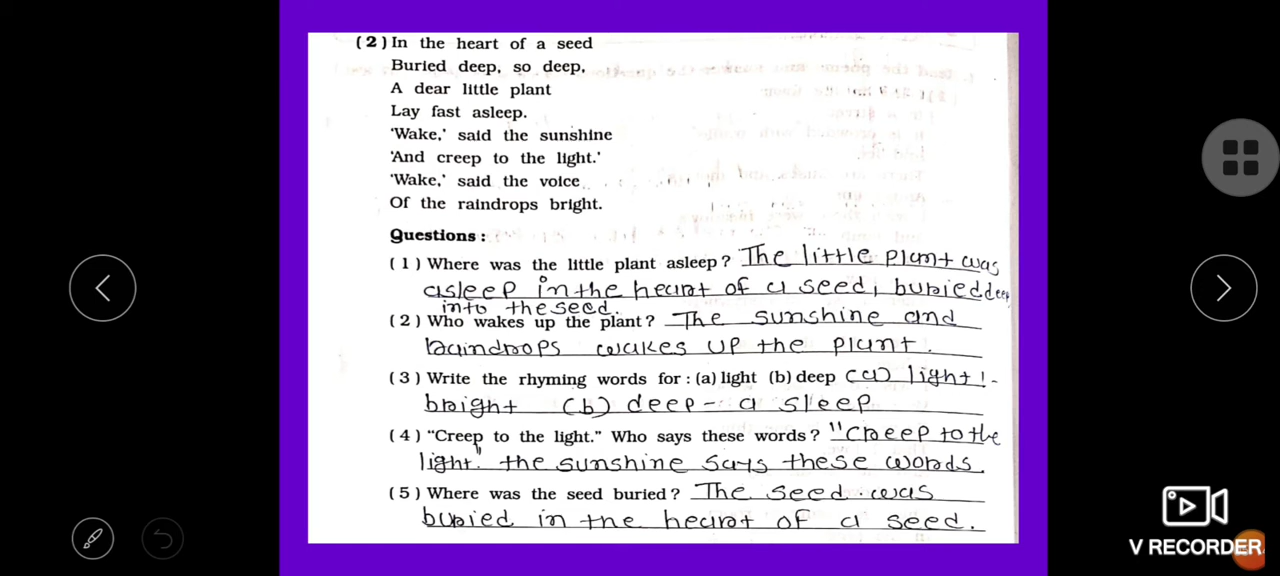 (2) In the heart of a seed
Buried deep, so deep,
A dear little plant
Lay fast asleep.
'Wake,' said the sunshine
'And creep to the light.'
'Wake,' said the voice
Of the raindrops bright.
Questions :
(1) Where was the little plant asleep? The little plant was
asleep in the heart of a seed, buried deep
into the seed.
(2) Who wakes up the plant? The sunshine and
raindrops wakes up the plant.
(3) Write the rhyming words for : (a) light (b) deep (a) light -
bright (b) deep - a sleep
(4) "Creep to the light." Who says these words? "creep to the
light" the sunshine says these words.
(5) Where was the seed buried? The seed was
buried in the heart of a seed.
V RECORDER